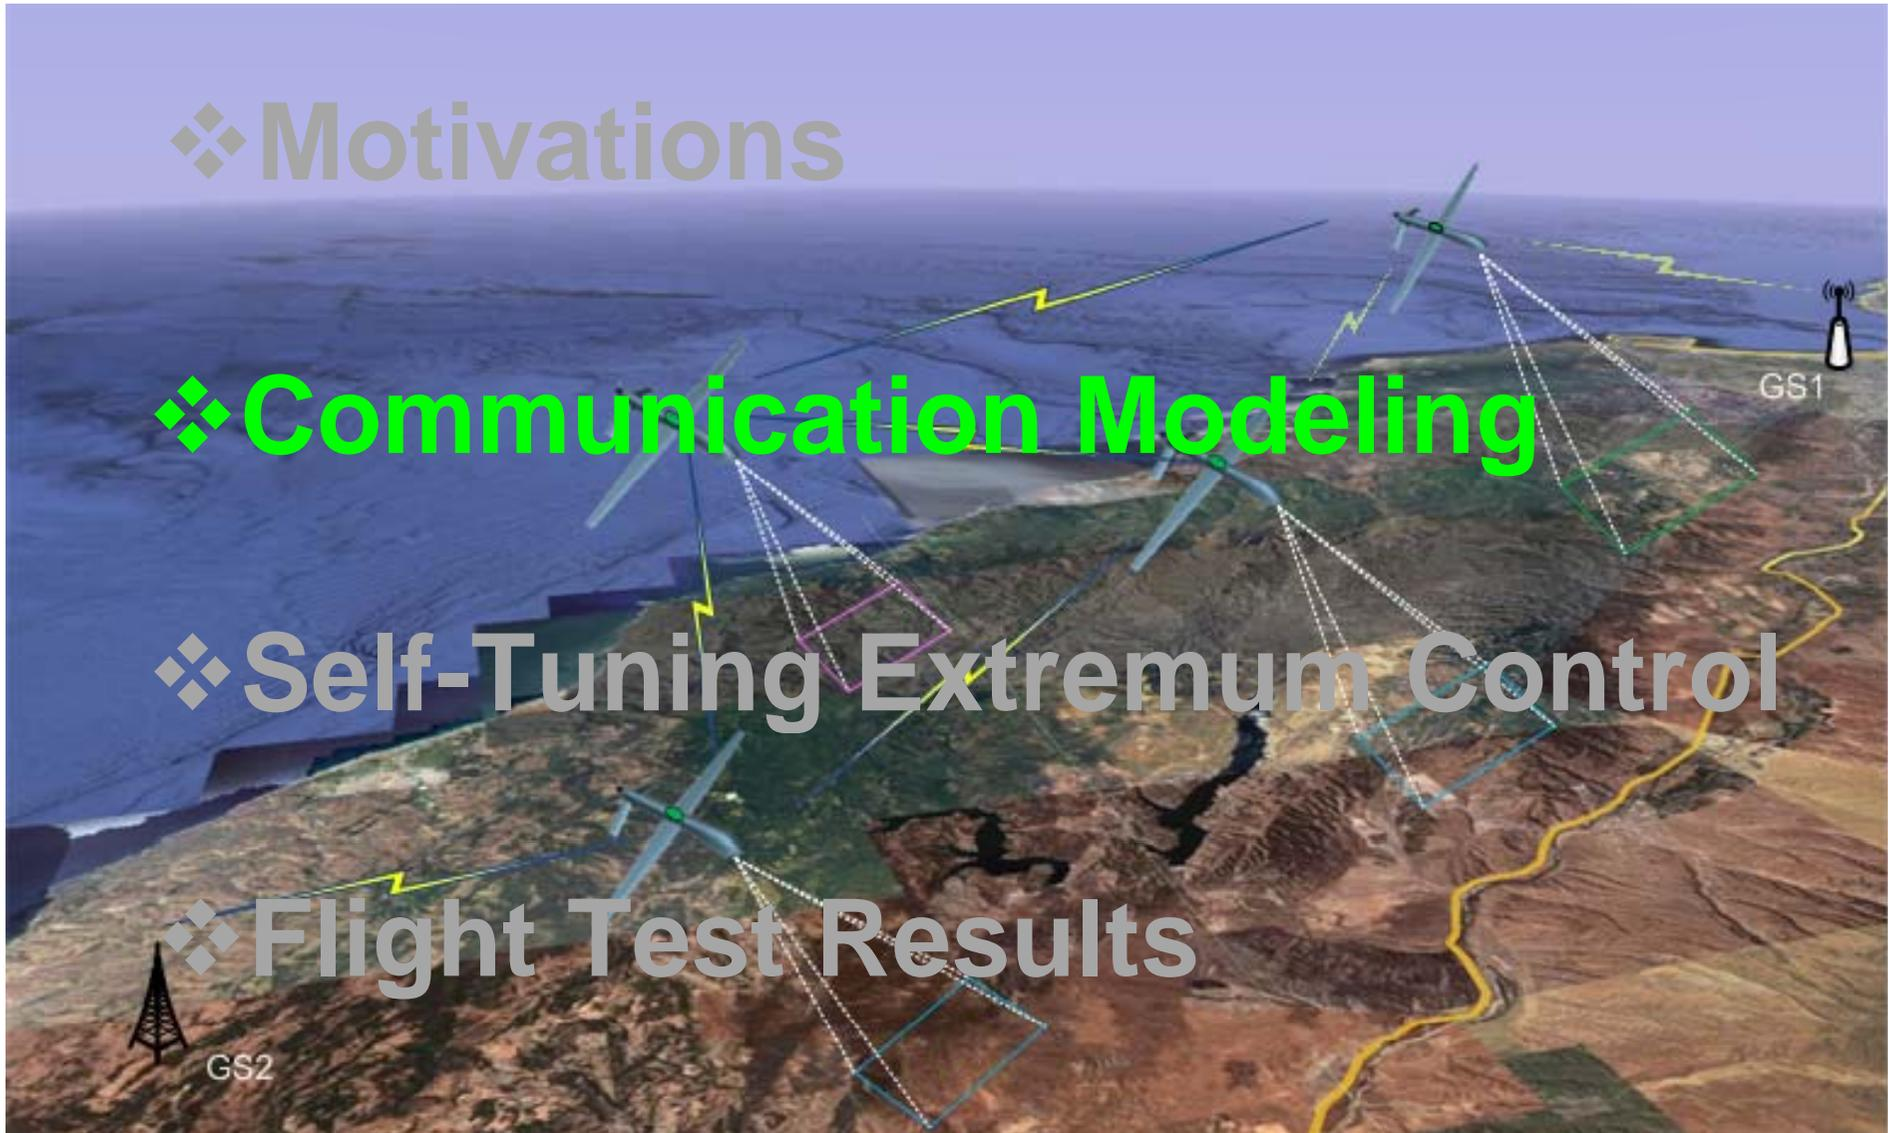 ❖Motivations
GS1
❖Communication Modeling
❖Self-Tuning Extremum Control
❖Flight Test Results
GS2